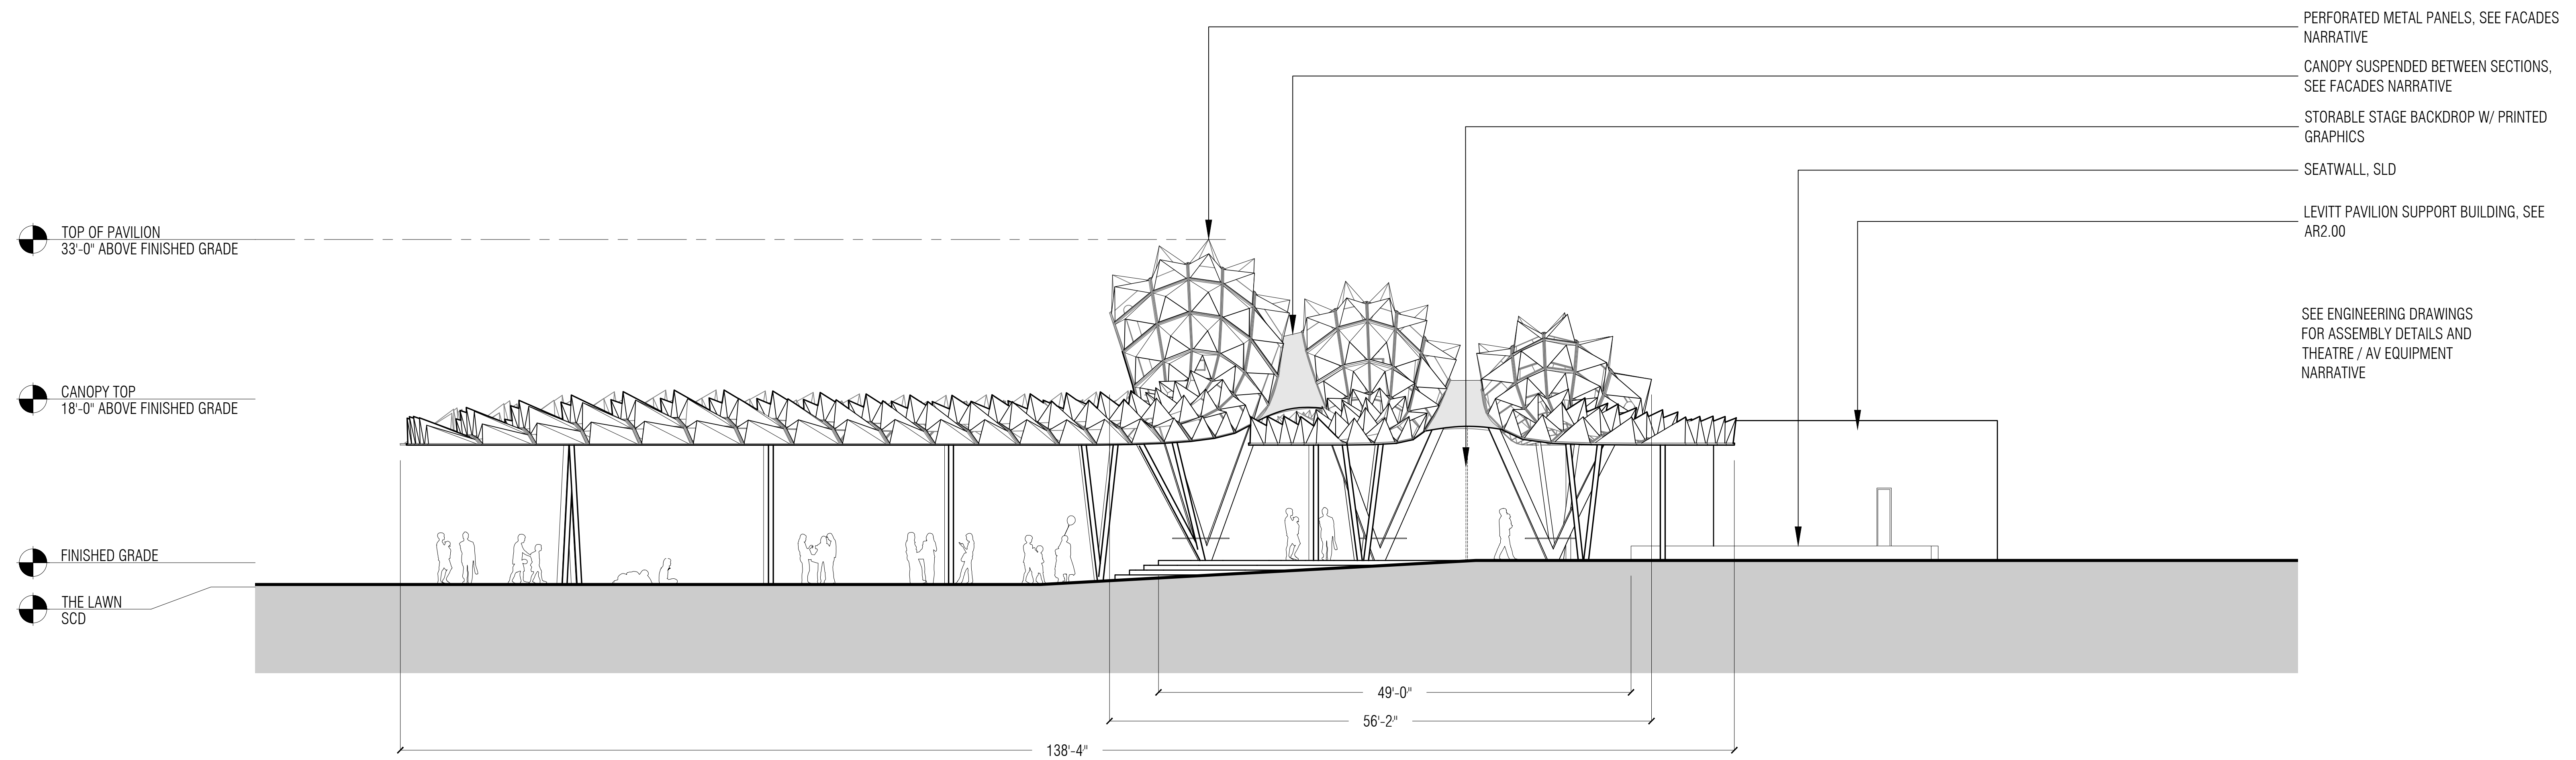 PERFORATED METAL PANELS, SEE FACADES
NARRATIVE
CANOPY SUSPENDED BETWEEN SECTIONS,
SEE FACADES NARRATIVE
STORABLE STAGE BACKDROP W/ PRINTED
GRAPHICS
SEATWALL, SLD
LEVITT PAVILION SUPPORT BUILDING, SEE
AR2.00
SEE ENGINEERING DRAWINGS
FOR ASSEMBLY DETAILS AND
THEATRE / AV EQUIPMENT
NARRATIVE
TOP OF PAVILION
33'-0" ABOVE FINISHED GRADE
CANOPY TOP
18'-0" ABOVE FINISHED GRADE
FINISHED GRADE
THE LAWN
SCD
49'-0"
56'-2"
138'-4"